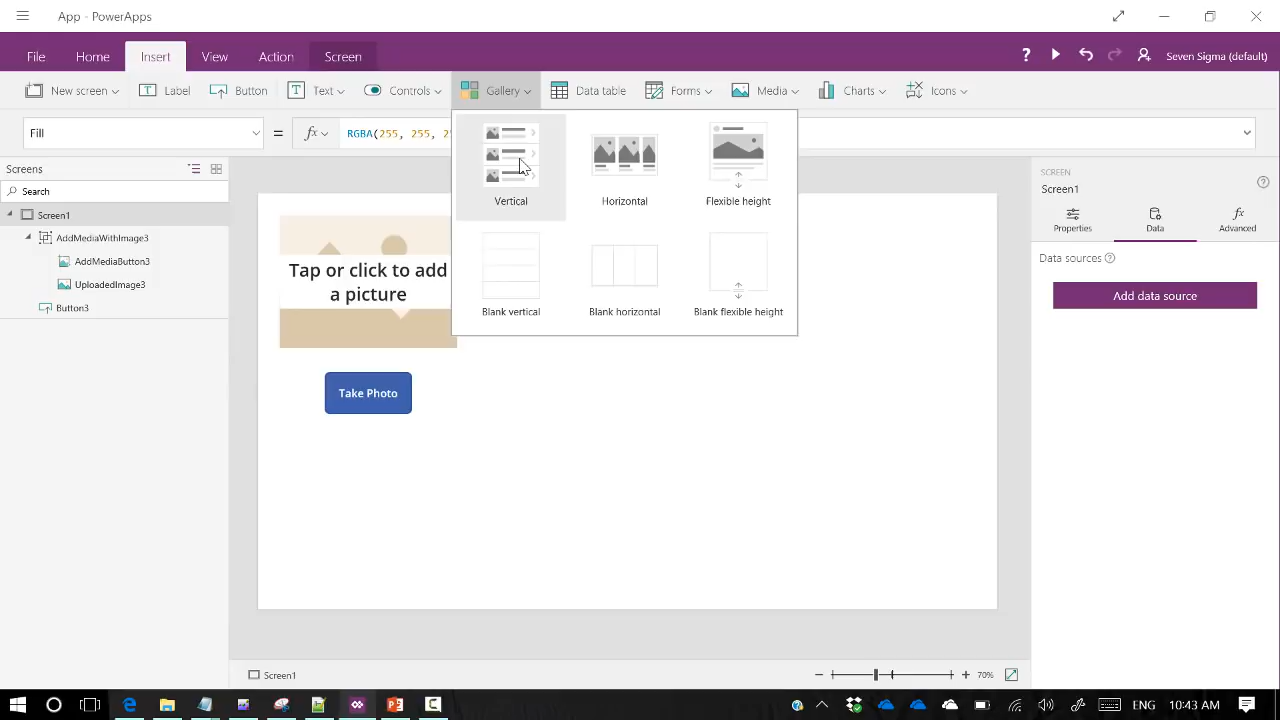 App - PowerApps
File Home Insert View Action Screen
? Seven Sigma (default)
New screen Label Button Text Controls Gallery Data table Forms Media Charts Icons
Fill = fx RGBA(255, 255, 25
Screens
Search
Screen1
AddMediaWithImage3
AddMediaButton3
UploadedImage3
Button3
Tap or click to add
a picture
Take Photo
Vertical Horizontal Flexible height
Blank vertical Blank horizontal Blank flexible height
SCREEN
Screen1
Properties Data Advanced
Data sources
Add data source
Screen1
70%
ENG 10:43 AM